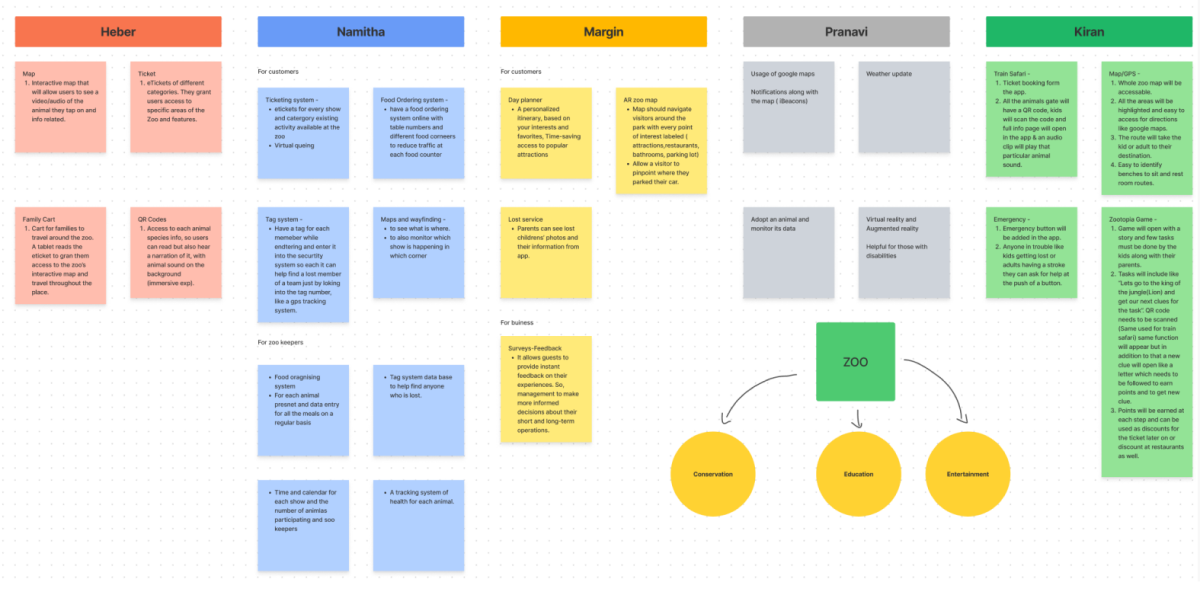 Heber
Map
1. Interactive map that
will allow users to see a
video/audio of the
animal they tap on and
info related.
Ticket
1. eTickets of different
categories. They grant
users access to
specific areas of the
Zoo and features.
Family Cart
1. Cart for families to
travel around the zoo.
A tablet reads the
eticket to gran them
access to the zoo's
interactive map and
travel throughout the
place.
QR Codes
1. Access to each animal
species info, so users
can read but also hear
a narration of it, with
animal sound on the
background
(immersive exp).
Namitha
For customers
Ticketing system -
• etickets for every show
and catergory existing
activity available at the
zoo
• Virtual queing
Food Ordering system -
• have a food ordering
system online with
table numbers and
different food corneers
to reduce traffic at
each food counter
Tag system -
• Have a tag for each
memeber while
endtering and enter it
into the securtity
system so each it can
help find a lost member
of a team just by loking
into the tag number,
like a gps tracking
system.
Maps and wayfinding -
• to see what is where.
• to also monitor which
show is happening in
which corner
For zoo keepers
• Food oragnising
system
• For each animal
presnet and data entry
for all the meals on a
regular basis
• Tag system data base
to help find anyone
who is lost.
• Time and calendar for
each show and the
number of animlas
participating and soo
keepers
• A tracking system of
health for each animal.
Margin
For customers
Day planner
• A personalized
itinerary, based on
your interests and
favorites, Time-saving
access to popular
attractions
AR zoo map
• Map should navigate
visitors around the
park with every point
of interest labeled (
attractions,restaurants,
bathrooms, parking lot)
• Allow a visitor to
pinpoint where they
parked their car.
Lost service
• Parents can see lost
childrens' photos and
their information from
app.
For buiness
Surveys-Feedback
• It allows guests to
provide instant
feedback on their
experiences. So,
management to make
more informed
decisions about their
short and long-term
operations.
Pranavi
Usage of google maps
Notifications along with
the map ( iBeacons)
Weather update
Adopt an animal and
monitor its data
Virtual reality and
Augmented reality
Helpful for those with
disabilities
ZOO
Conservation
Education
Entertainment
Kiran
Train Safari -
1. Ticket booking form
the app.
2. All the animals gate will
have a QR code, kids
will scan the code and
full info page will open
in the app & an audio
clip will play that
particular animal
sound.
Map/GPS -
1. Whole zoo map will be
accessable.
2. All the areas will be
highlighted and easy to
access for directions
like google maps.
3. The route will take the
kid or adult to their
destination.
4. Easy to identify
benches to sit and rest
room routes.
Emergency -
1. Emergency button will
be added in the app.
2. Anyone in trouble like
kids getting lost or
adults having a stroke
they can ask for help at
the push of a button.
Zootopia Game -
1. Game will open with a
story and few tasks
must be done by the
kids along with their
parents.
2. Tasks will include like
"Lets go to the king of
the jungle(Lion) and
get our next clues for
the task". QR code
needs to be scanned
(Same used for train
safari) same function
will appear but in
addition to that a new
clue will open like a
letter which needs to
be followed to earn
points and to get new
clue.
3. Points will be earned at
each step and can be
used as discounts for
the ticket later on or
discount at restaurants
as well.